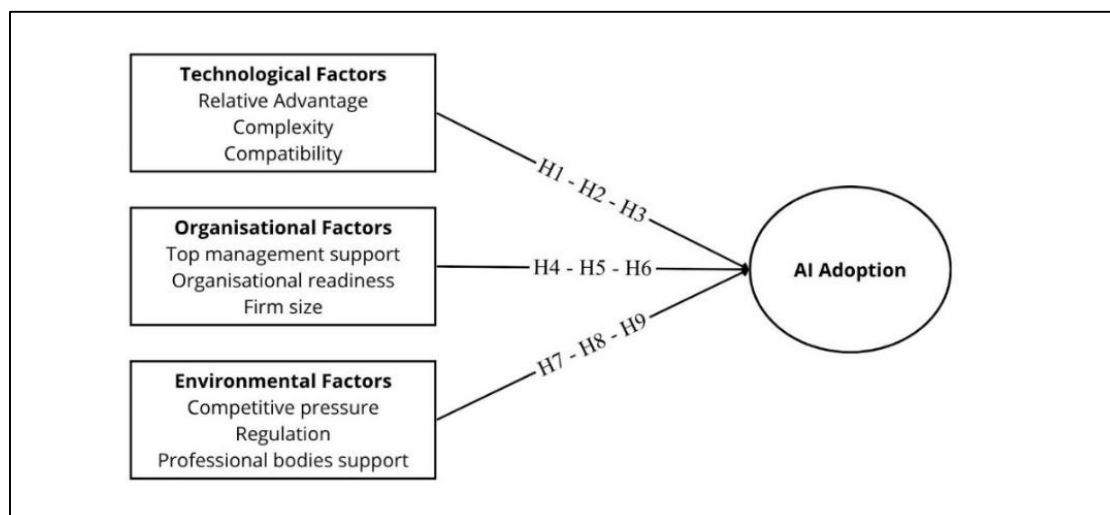 Technological Factors
Relative Advantage
Complexity
Compatibility
H1 - H2 - H3
Organisational Factors
Top management support
Organisational readiness
Firm size
H4 - H5 - H6
AI Adoption
Environmental Factors
Competitive pressure
Regulation
Professional bodies support
H7 - H8 - H9